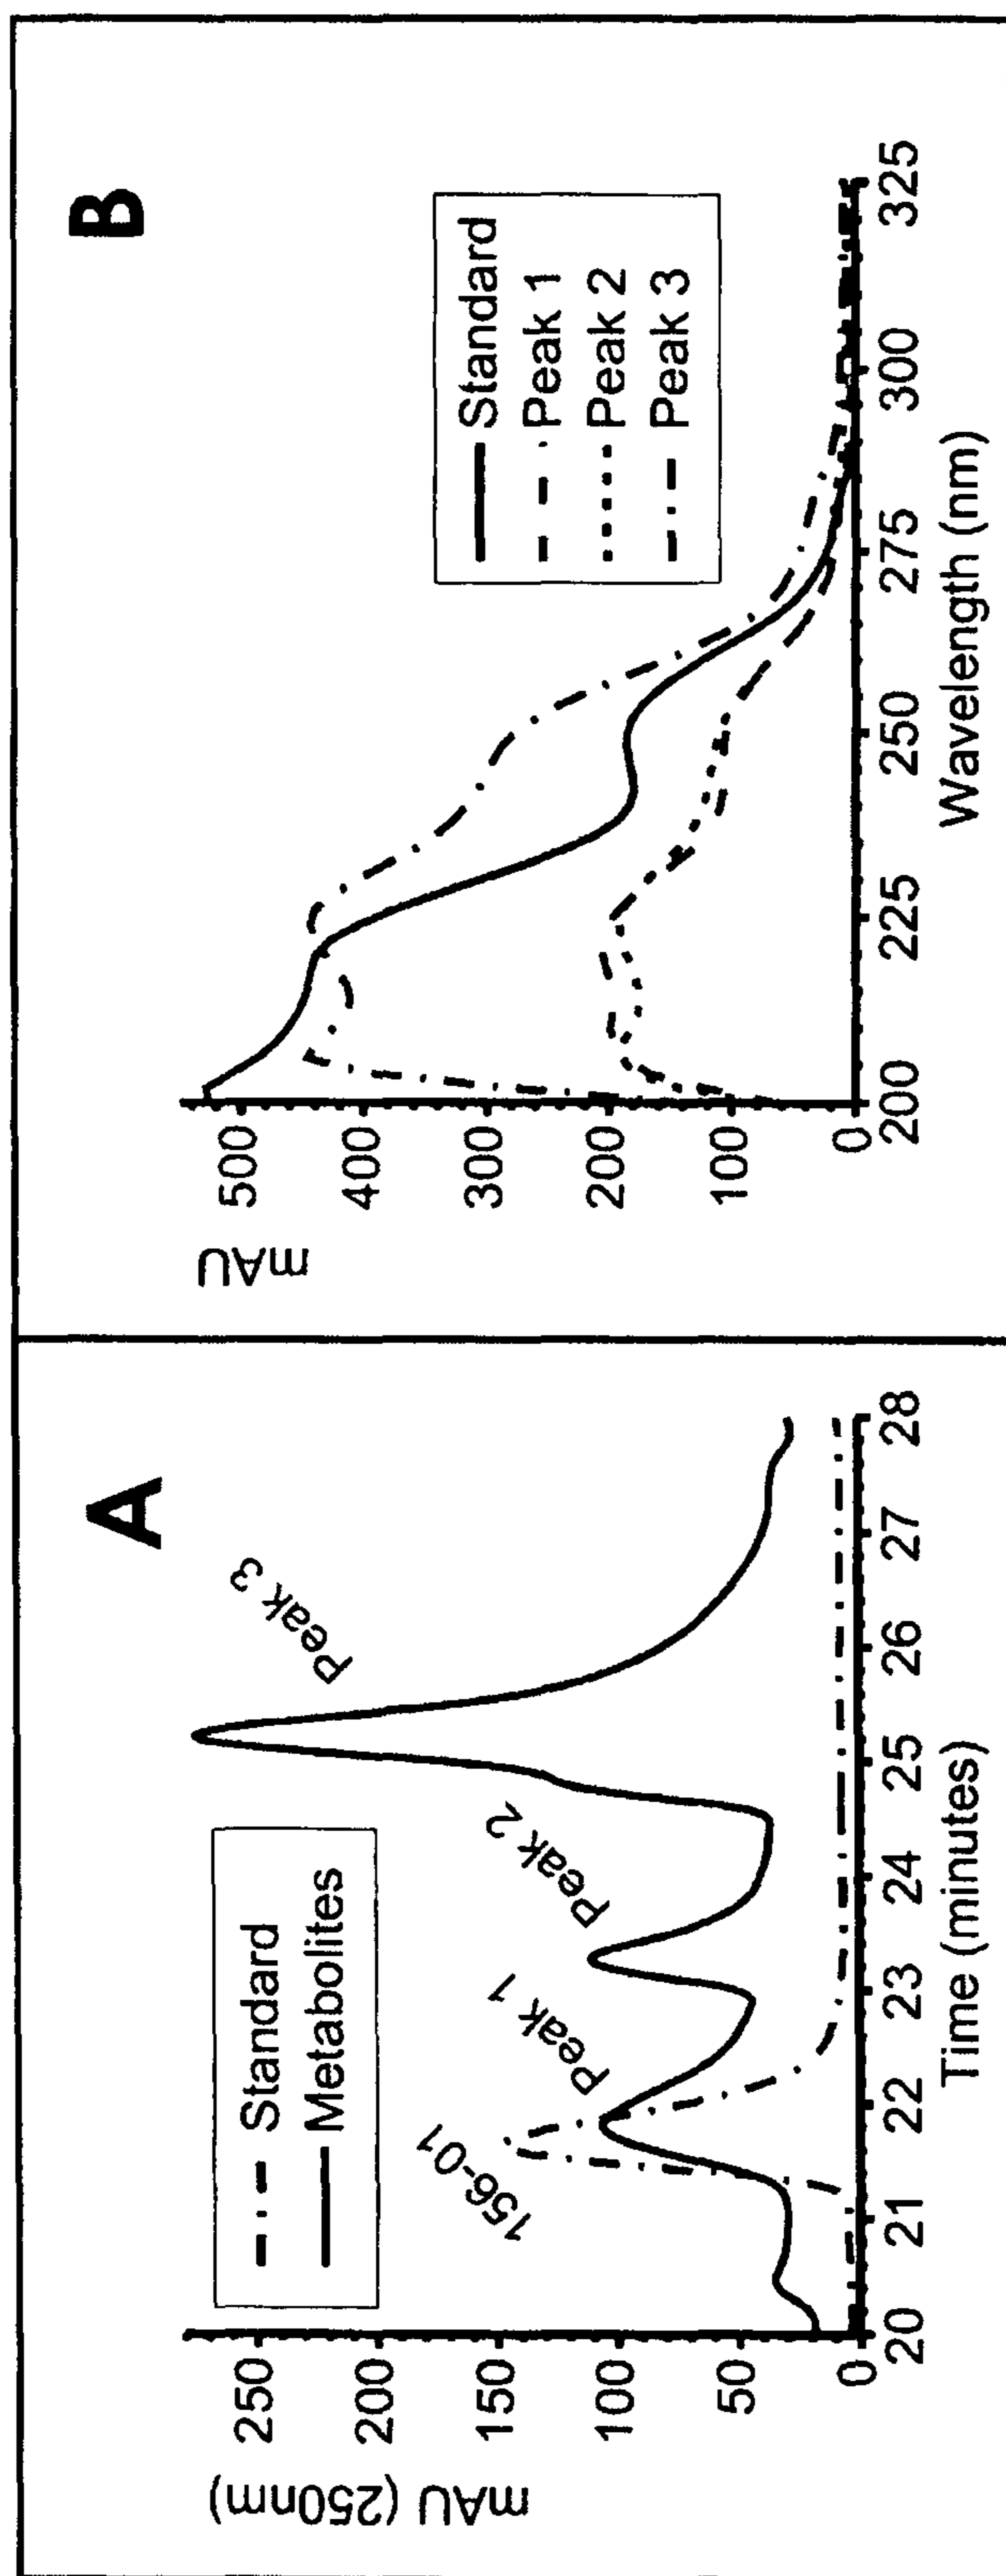 A
mAU (250nm)
250
200
150
100
50
0
Standard
Metabolites
156-01
Peak 1
Peak 2
Peak 3
20
21
22
23
24
25
26
27
28
Time (minutes)
B
mAU
500
400
300
200
100
0
Standard
Peak 1
Peak 2
Peak 3
200
225
250
275
300
325
Wavelength (nm)